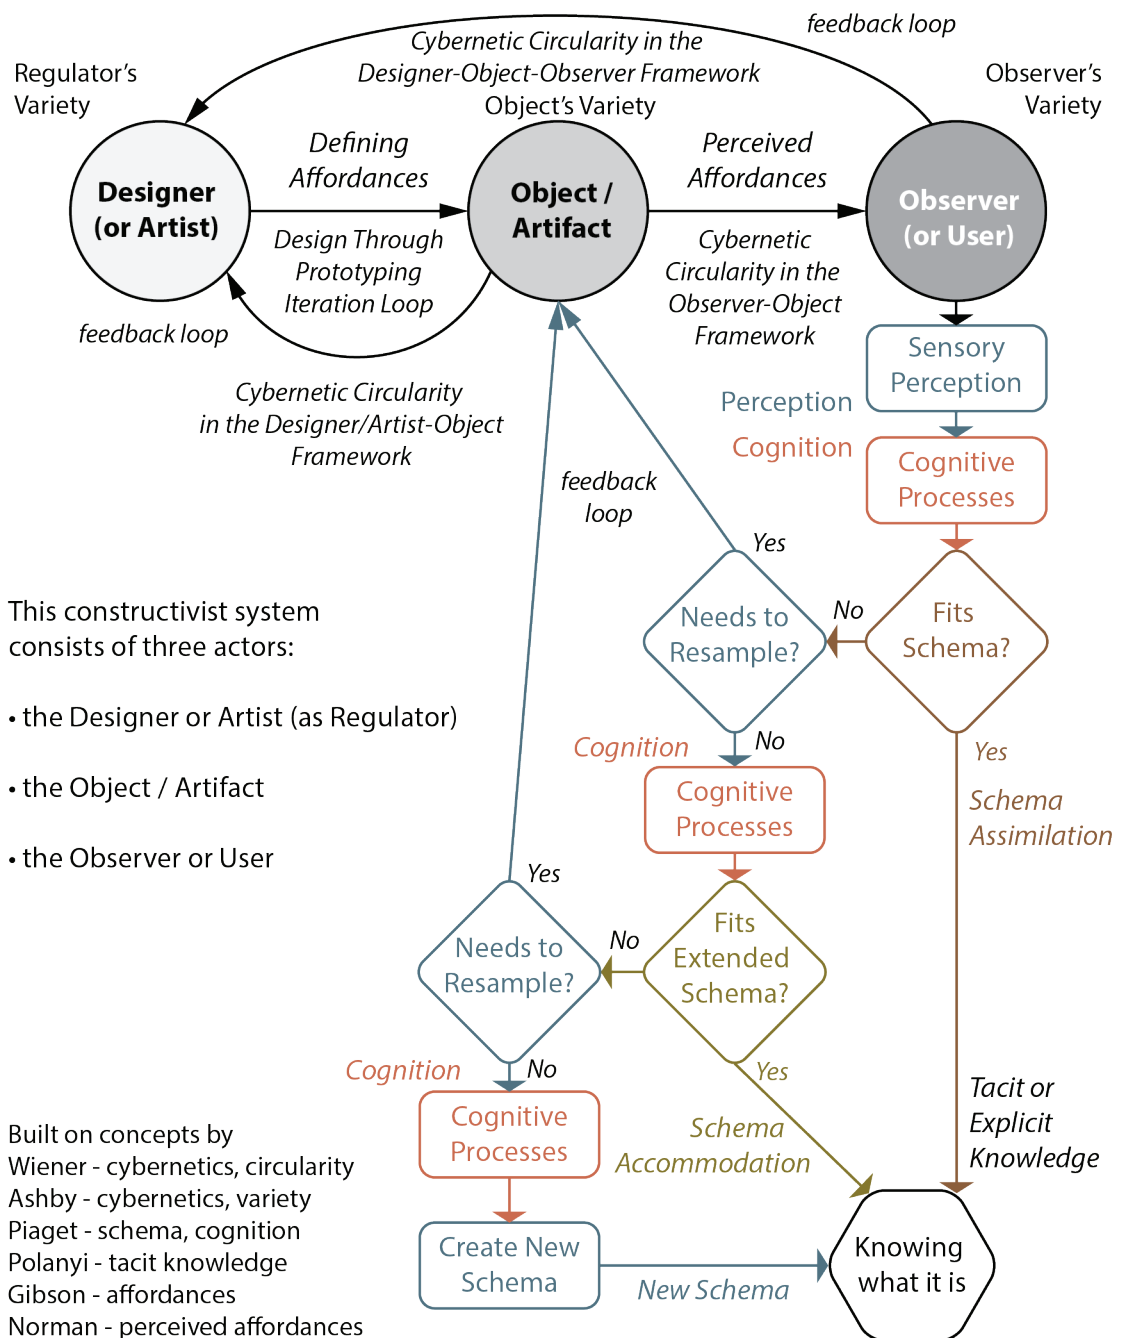 feedback loop
Cybernetic Circularity in the
Designer-Object-Observer Framework
Regulator’s
Variety
Object’s Variety
Observer’s
Variety
Designer
(or Artist)
Defining
Affordances
Object /
Artifact
Perceived
Affordances
Observer
(or User)
Design Through
Prototyping
Iteration Loop
Cybernetic
Circularity in the
Observer-Object
Framework
feedback loop
Cybernetic Circularity
in the Designer/Artist-Object
Framework
Sensory
Perception
Perception
Cognition
Cognitive
Processes
feedback
loop
Yes
Needs to
Resample?
No
Fits
Schema?
This constructivist system
consists of three actors:
• the Designer or Artist (as Regulator)
• the Object / Artifact
• the Observer or User
Cognition
No
Yes
Schema
Assimilation
Cognitive
Processes
Yes
Needs to
Resample?
No
Fits
Extended
Schema?
Cognition
No
Yes
Cognitive
Processes
Schema
Accommodation
Tacit or
Explicit
Knowledge
Create New
Schema
New Schema
Knowing
what it is
Built on concepts by
Wiener - cybernetics, circularity
Ashby - cybernetics, variety
Piaget - schema, cognition
Polanyi - tacit knowledge
Gibson - affordances
Norman - perceived affordances